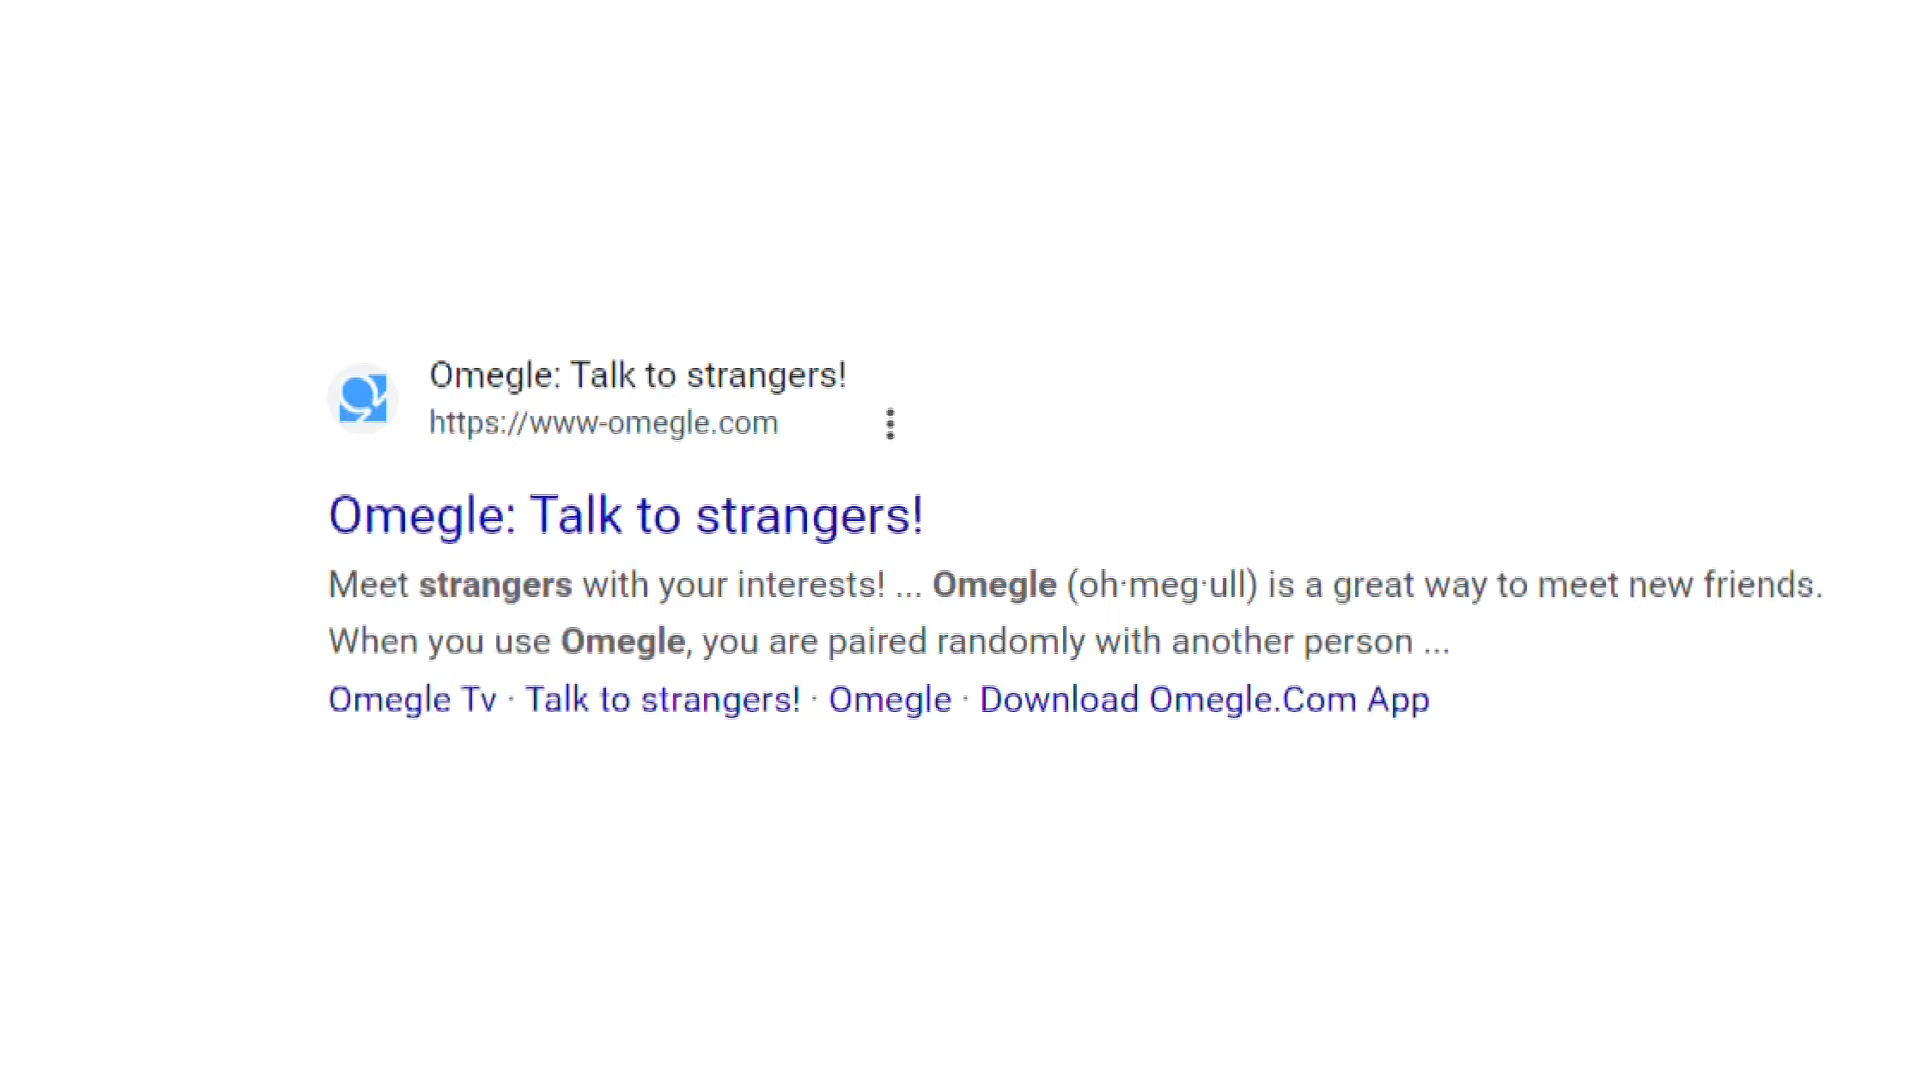 Omegle: Talk to strangers!
https://www-omegle.com
Omegle: Talk to strangers!
Meet strangers with your interests! ... Omegle (oh·meg·ull) is a great way to meet new friends.
When you use Omegle, you are paired randomly with another person ...
Omegle Tv · Talk to strangers! · Omegle · Download Omegle.Com App